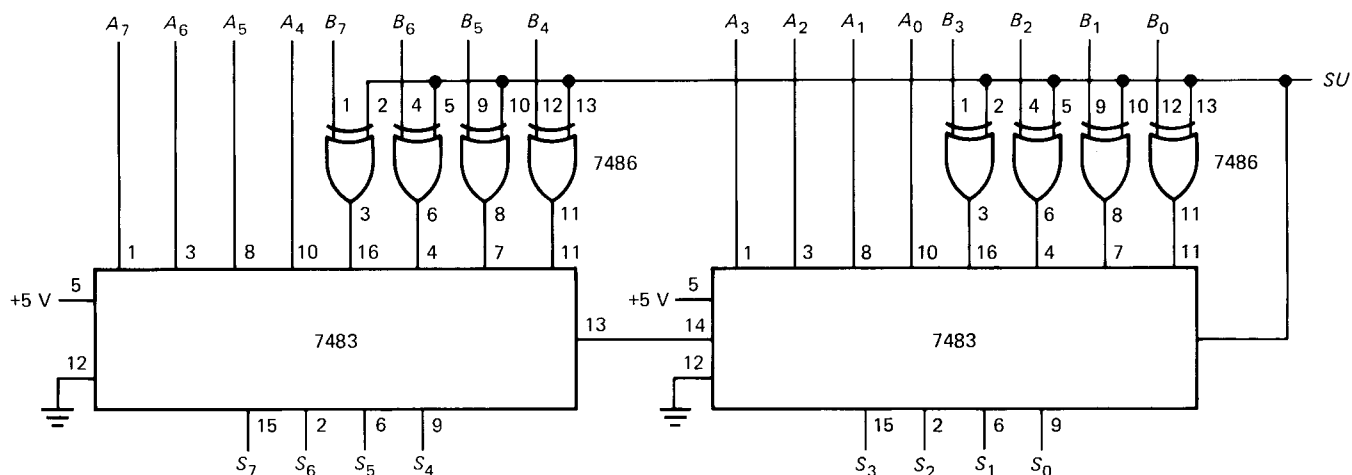 A7 A6 A5 A4 B7 B6 B5 B4 A3 A2 A1 A0 B3 B2 B1 B0
SU
1 2 4 5 9 10 12 13 1 2 4 5 9 10 12 13
7486 7486
3 6 8 11 3 6 8 11
1 3 8 10 16 4 7 11 1 3 8 10 16 4 7 11
+5 V 5 +5 V 5
7483 13 14 7483
12 12
15 2 6 9 15 2 6 9
S7 S6 S5 S4 S3 S2 S1 S0